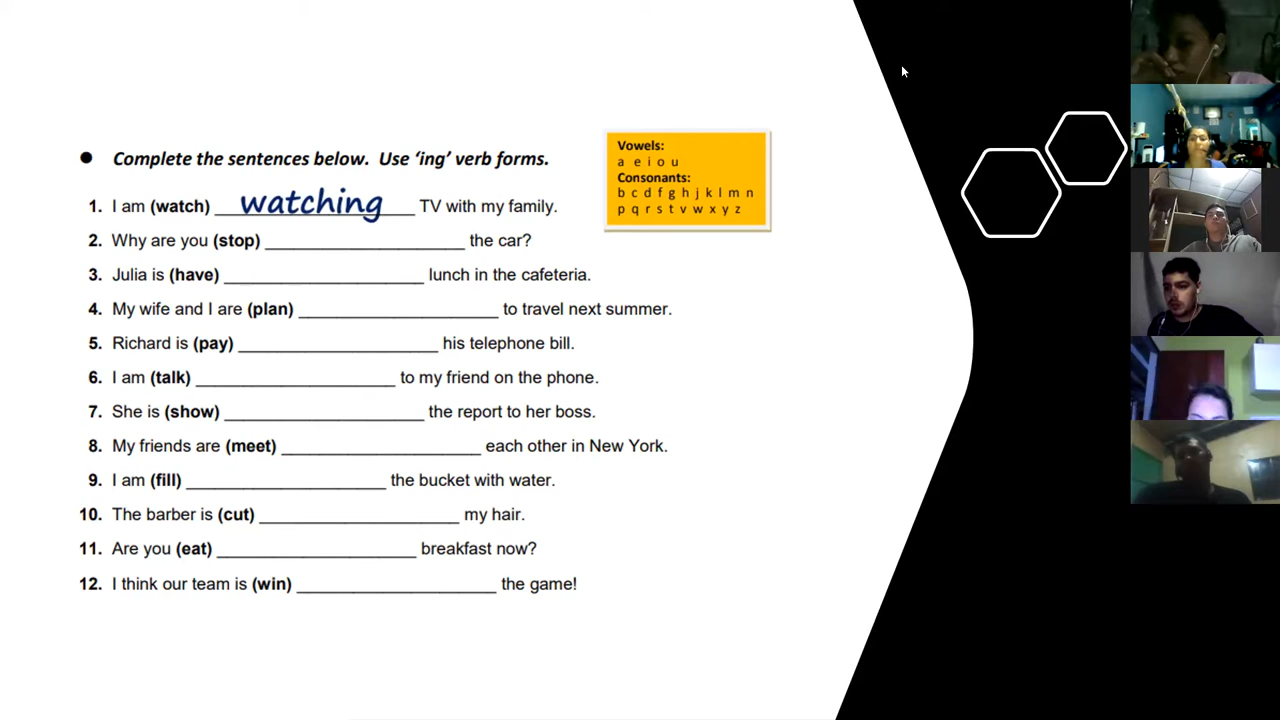 Complete the sentences below. Use ‘ing’ verb forms.
Vowels:
a e i o u
Consonants:
b c d f g h j k l m n
p q r s t v w x y z
1. I am (watch) watching TV with my family.
2. Why are you (stop) ____________________ the car?
3. Julia is (have) ____________________ lunch in the cafeteria.
4. My wife and I are (plan) ____________________ to travel next summer.
5. Richard is (pay) ____________________ his telephone bill.
6. I am (talk) ____________________ to my friend on the phone.
7. She is (show) ____________________ the report to her boss.
8. My friends are (meet) ____________________ each other in New York.
9. I am (fill) ____________________ the bucket with water.
10. The barber is (cut) ____________________ my hair.
11. Are you (eat) ____________________ breakfast now?
12. I think our team is (win) ____________________ the game!